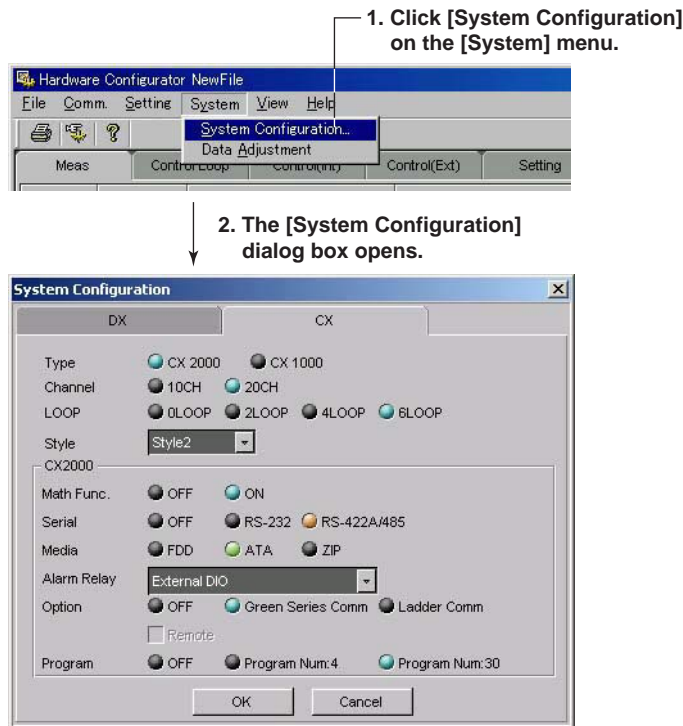 1. Click [System Configuration]
on the [System] menu.
Hardware Configurator NewFile
File Comm. Setting System View Help
System Configuration...
Data Adjustment
Meas Control Loop Control(Int) Control(Ext) Setting
2. The [System Configuration]
dialog box opens.
System Configuration
DX CX
Type CX 2000 CX 1000
Channel 10CH 20CH
LOOP 0LOOP 2LOOP 4LOOP 6LOOP
Style Style2
CX2000
Math Func. OFF ON
Serial OFF RS-232 RS-422A/485
Media FDD ATA ZIP
Alarm Relay External DIO
Option OFF Green Series Comm Ladder Comm
Remote
Program OFF Program Num:4 Program Num:30
OK Cancel